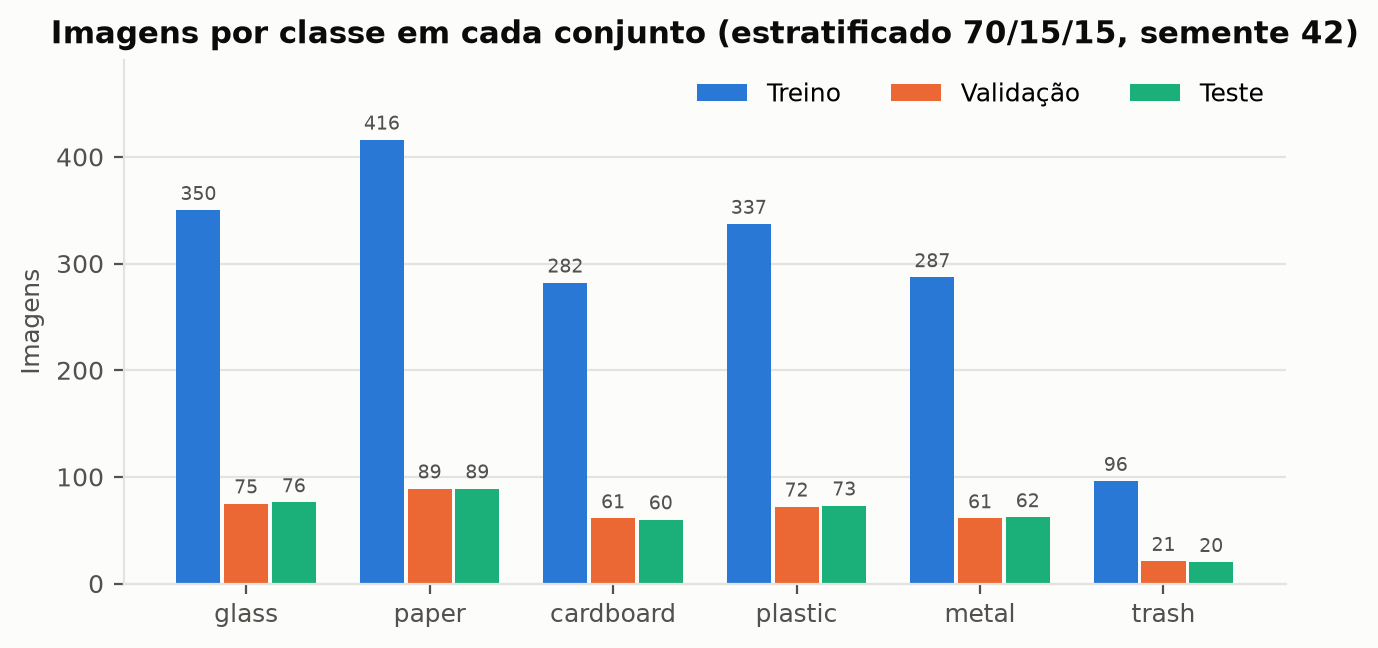 Imagens por classe em cada conjunto (estratificado 70/15/15, semente 42)
Treino Validação Teste
Imagens
400
300
200
100
0
350 75 76
416 89 89
282 61 60
337 72 73
287 61 62
96 21 20
glass paper cardboard plastic metal trash